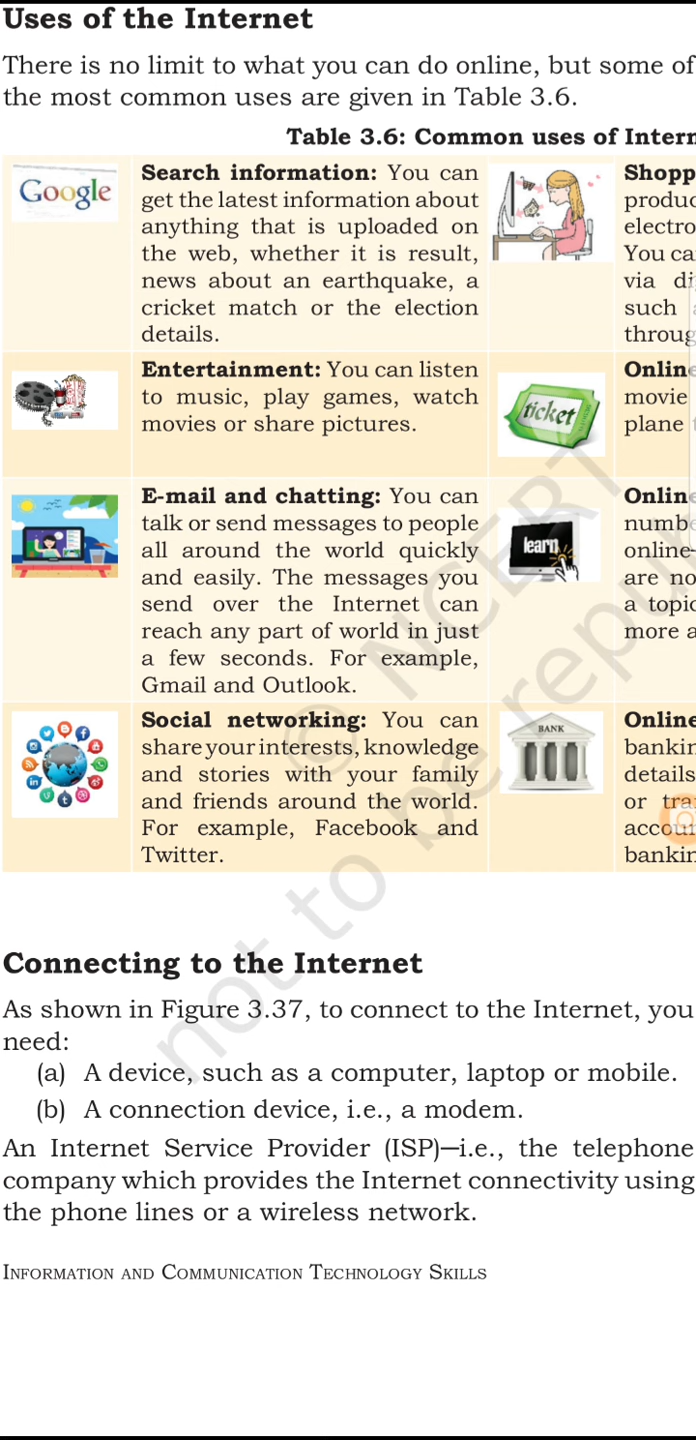 Uses of the Internet
There is no limit to what you can do online, but some of
the most common uses are given in Table 3.6.
Table 3.6: Common uses of Intern
Google
Search information: You can
get the latest information about
anything that is uploaded on
the web, whether it is result,
news about an earthquake, a
cricket match or the election
details.
Shopp
produc
electro
You ca
via di
such
throug
Entertainment: You can listen
to music, play games, watch
movies or share pictures.
ticket
Online
movie
plane
E-mail and chatting: You can
talk or send messages to people
all around the world quickly
and easily. The messages you
send over the Internet can
reach any part of world in just
a few seconds. For example,
Gmail and Outlook.
learn
Online
numbe
online-
are no
a topic
more a
Social networking: You can
share your interests, knowledge
and stories with your family
and friends around the world.
For example, Facebook and
Twitter.
BANK
Online
bankin
details
or tra
accoun
bankin
© NCERT
not to be repu
Connecting to the Internet
As shown in Figure 3.37, to connect to the Internet, you
need:
(a) A device, such as a computer, laptop or mobile.
(b) A connection device, i.e., a modem.
An Internet Service Provider (ISP)—i.e., the telephone
company which provides the Internet connectivity using
the phone lines or a wireless network.
Information and Communication Technology Skills